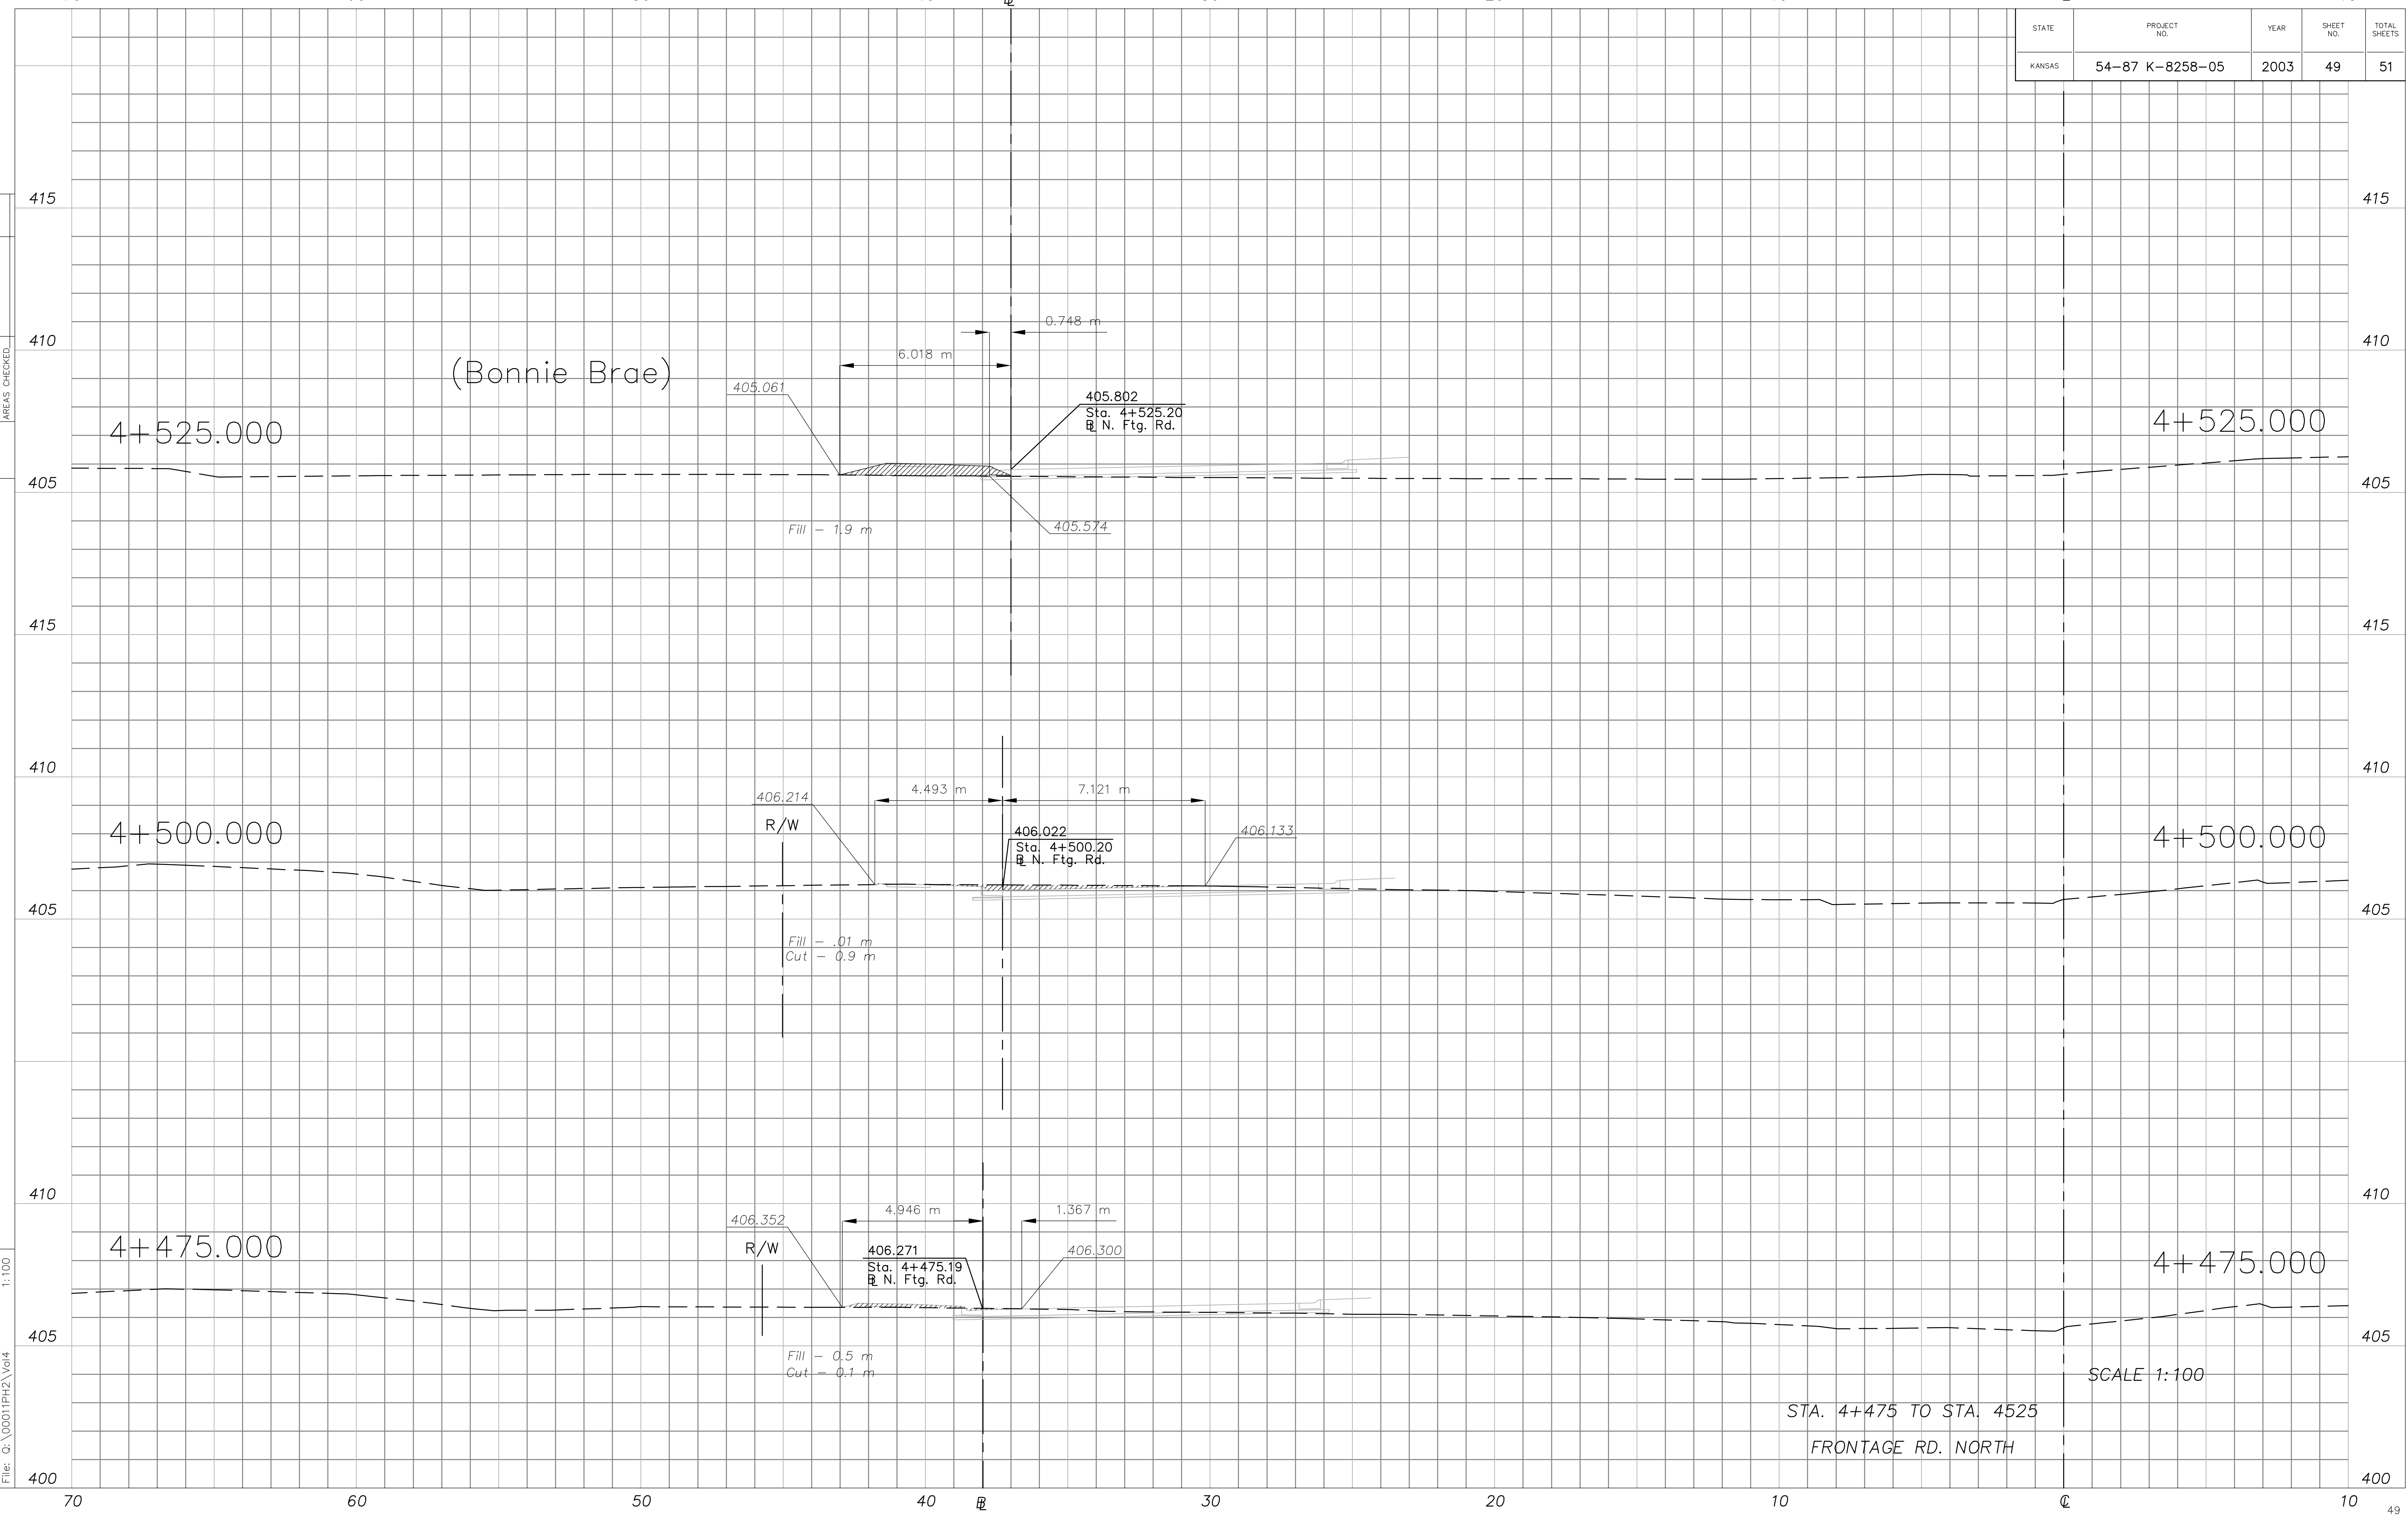 STATE PROJECT NO. YEAR SHEET NO. TOTAL SHEETS
KANSAS 54-87 K-8258-05 2003 49 51
415 415
0.748 m
410 410
6.018 m
(Bonnie Brae)
405.061
405.802
Sta. 4+525.20
BL N. Ftg. Rd.
4+525.000 4+525.000
405 405
Fill - 1.9 m
405.574
415 415
410 410
4.493 m 7.121 m
406.214
R/W
406.022
Sta. 4+500.20
BL N. Ftg. Rd.
406.133
4+500.000 4+500.000
405 405
Fill - .01 m
Cut - 0.9 m
410 410
4.946 m 1.367 m
406.352
R/W
406.271
Sta. 4+475.19
BL N. Ftg. Rd.
406.300
4+475.000 4+475.000
405 405
Fill - 0.5 m
Cut - 0.1 m
SCALE 1:100
STA. 4+475 TO STA. 4525
FRONTAGE RD. NORTH
400 400
70 60 50 40 BL 30 20 10 CL 10
49
AREAS CHECKED
1:100
File: Q:\00011PH2\Vol4